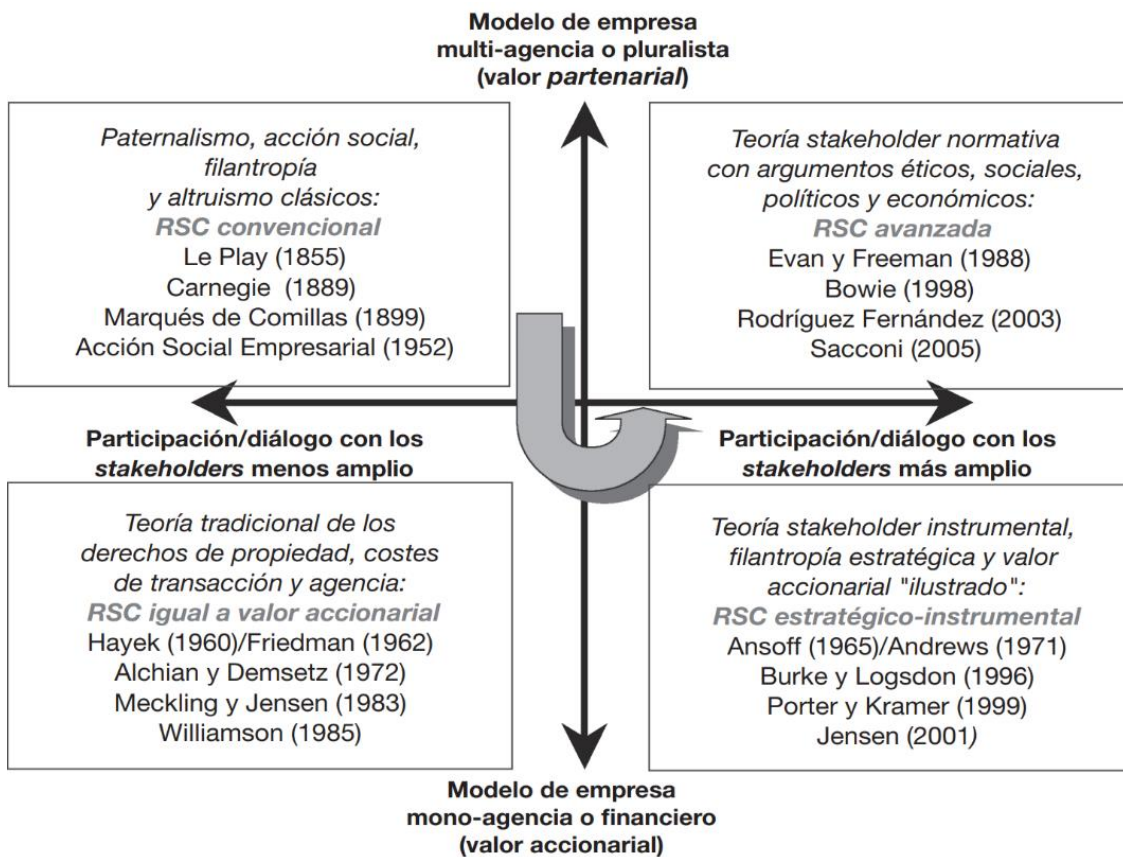 Modelo de empresa
multi-agencia o pluralista
(valor partenarial)
Paternalismo, acción social,
filantropía
y altruismo clásicos:
RSC convencional
Le Play (1855)
Carnegie (1889)
Marqués de Comillas (1899)
Acción Social Empresarial (1952)
Teoría stakeholder normativa
con argumentos éticos, sociales,
políticos y económicos:
RSC avanzada
Evan y Freeman (1988)
Bowie (1998)
Rodríguez Fernández (2003)
Sacconi (2005)
Participación/diálogo con los
stakeholders menos amplio
Participación/diálogo con los
stakeholders más amplio
Teoría tradicional de los
derechos de propiedad, costes
de transacción y agencia:
RSC igual a valor accionarial
Hayek (1960)/Friedman (1962)
Alchian y Demsetz (1972)
Meckling y Jensen (1983)
Williamson (1985)
Teoría stakeholder instrumental,
filantropía estratégica y valor
accionarial "ilustrado":
RSC estratégico-instrumental
Ansoff (1965)/Andrews (1971)
Burke y Logsdon (1996)
Porter y Kramer (1999)
Jensen (2001)
Modelo de empresa
mono-agencia o financiero
(valor accionarial)